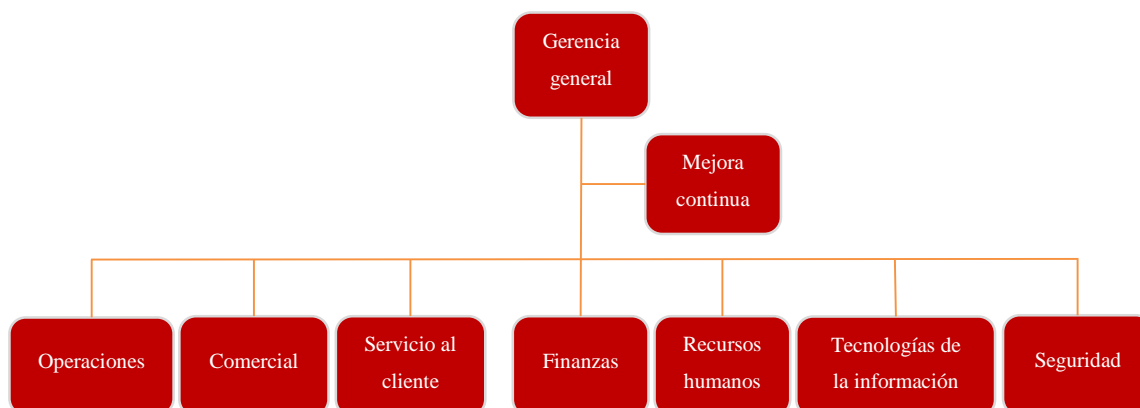 Gerencia
general
Mejora
continua
Operaciones
Comercial
Servicio al
cliente
Finanzas
Recursos
humanos
Tecnologías de
la información
Seguridad